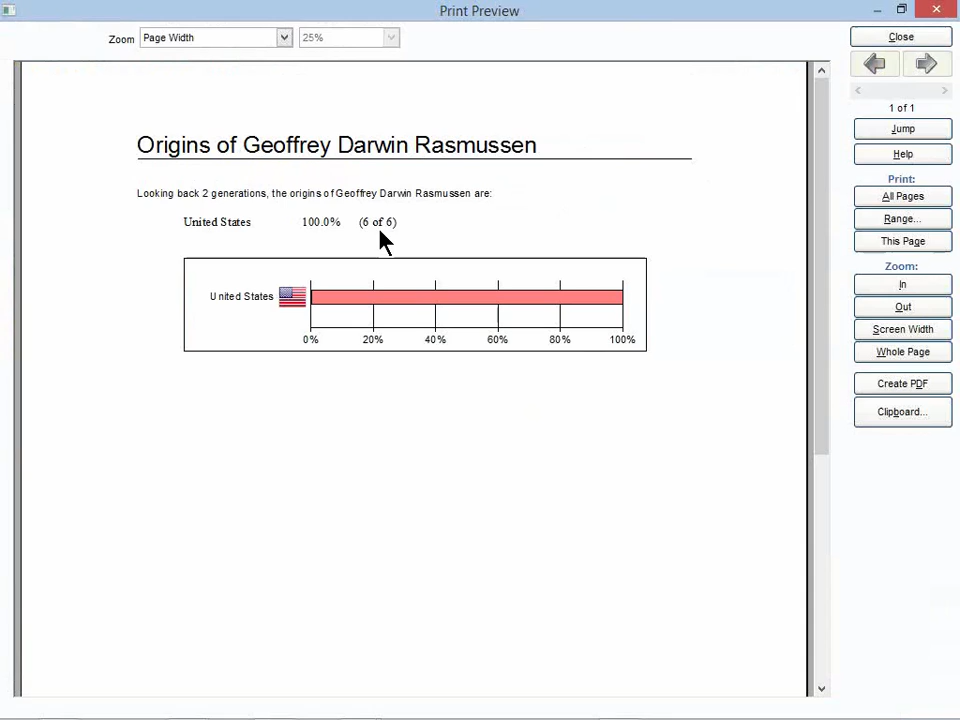 Print Preview
Zoom Page Width 25%
Close
1 of 1
Jump
Help
Print:
All Pages
Range...
This Page
Zoom:
In
Out
Screen Width
Whole Page
Create PDF
Clipboard...
Origins of Geoffrey Darwin Rasmussen
Looking back 2 generations, the origins of Geoffrey Darwin Rasmussen are:
United States 100.0% (6 of 6)
United States
0% 20% 40% 60% 80% 100%